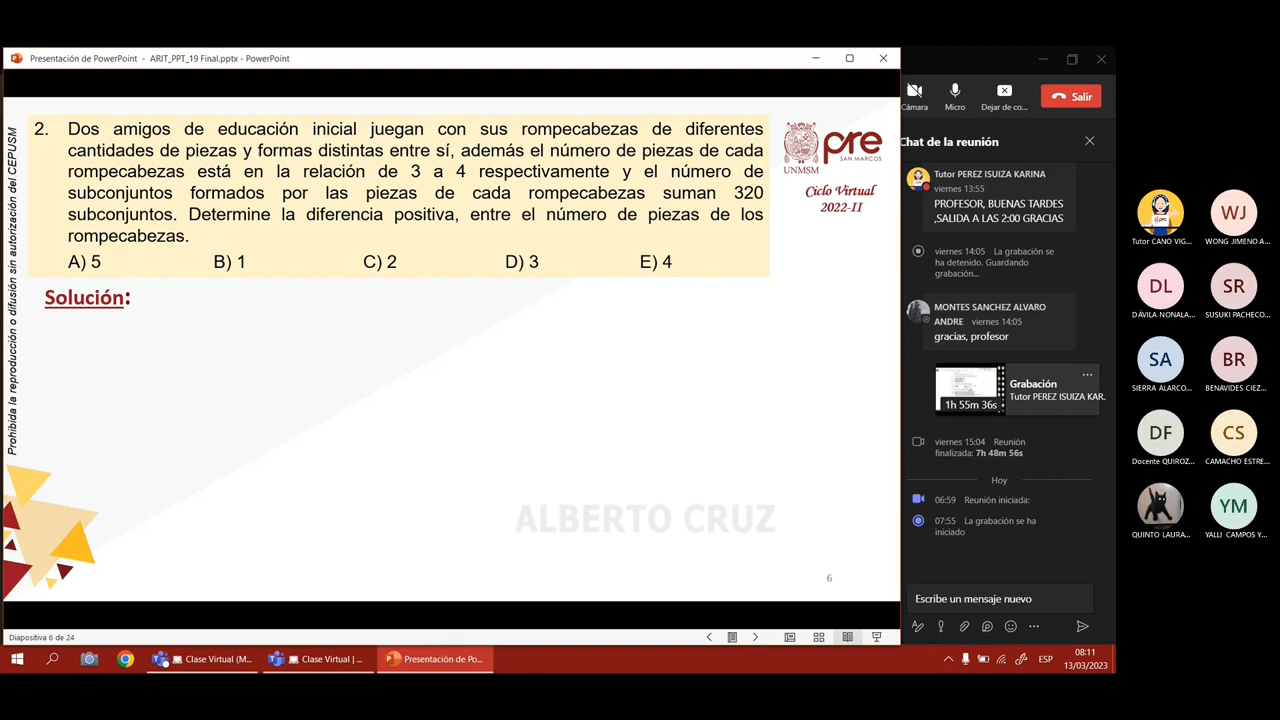 Presentación de PowerPoint - ARIT_PPT_19 Final.pptx - PowerPoint
Prohibida la reproducción o difusión sin autorización del CEPUSM
2. Dos amigos de educación inicial juegan con sus rompecabezas de diferentes
cantidades de piezas y formas distintas entre sí, además el número de piezas de cada
rompecabezas está en la relación de 3 a 4 respectivamente y el número de
subconjuntos formados por las piezas de cada rompecabezas suman 320
subconjuntos. Determine la diferencia positiva, entre el número de piezas de los
rompecabezas.
A) 5 B) 1 C) 2 D) 3 E) 4
UNMSM
pre
SAN MARCOS
Ciclo Virtual
2022-II
Solución:
ALBERTO CRUZ
6
Diapositiva 6 de 24
Cámara
Micro
Dejar de co...
Salir
Chat de la reunión
Tutor PEREZ ISUIZA KARINA
viernes 13:55
PROFESOR, BUENAS TARDES
,SALIDA A LAS 2:00 GRACIAS
viernes 14:05 La grabación se
ha detenido. Guardando
grabación...
MONTES SANCHEZ ALVARO
ANDRE viernes 14:05
gracias, profesor
1h 55m 36s
Grabación
Tutor PEREZ ISUIZA KAR.
viernes 15:04 Reunión
finalizada: 7h 48m 56s
Hoy
06:59 Reunión iniciada:
07:55 La grabación se ha
iniciado
Escribe un mensaje nuevo
Tutor CANO VIG...
WJ
WONG JIMENO A...
DL
DÁVILA NONALA...
SR
SUSUKI PACHECO...
SA
SIERRA ALARCO...
BR
BENAVIDES CIEZ...
DF
Docente QUIROZ...
CS
CAMACHO ESTRE...
QUINTO LAURA...
YM
YALLI CAMPOS Y...
Clase Virtual (M...
Clase Virtual | ...
Presentación de Po...
ESP
08:11
13/03/2023